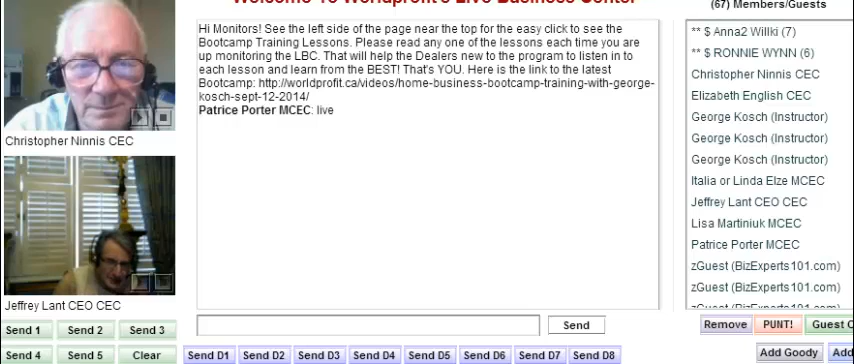 Welcome To Worldprofit's Live Business Center
(67) Members/Guests
Hi Monitors! See the left side of the page near the top for the easy click to see the
Bootcamp Training Lessons. Please read any one of the lessons each time you are
up monitoring the LBC. That will help the Dealers new to the program to listen in to
each lesson and learn from the BEST! That's YOU. Here is the link to the latest
Bootcamp: http://worldprofit.ca/videos/home-business-bootcamp-training-with-george-
kosch-sept-12-2014/
Patrice Porter MCEC: live
Christopher Ninnis CEC
Jeffrey Lant CEO CEC
** $ Anna2 Willki (7)
** $ RONNIE WYNN (6)
Christopher Ninnis CEC
Elizabeth English CEC
George Kosch (Instructor)
George Kosch (Instructor)
George Kosch (Instructor)
Italia or Linda Elze MCEC
Jeffrey Lant CEO CEC
Lisa Martiniuk MCEC
Patrice Porter MCEC
zGuest (BizExperts101.com)
zGuest (BizExperts101.com)
zGuest (BizExperts101.com)
Send 1 Send 2 Send 3
Send
Remove PUNT! Guest C
Send 4 Send 5 Clear
Send D1 Send D2 Send D3 Send D4 Send D5 Send D6 Send D7 Send D8
Add Goody Add